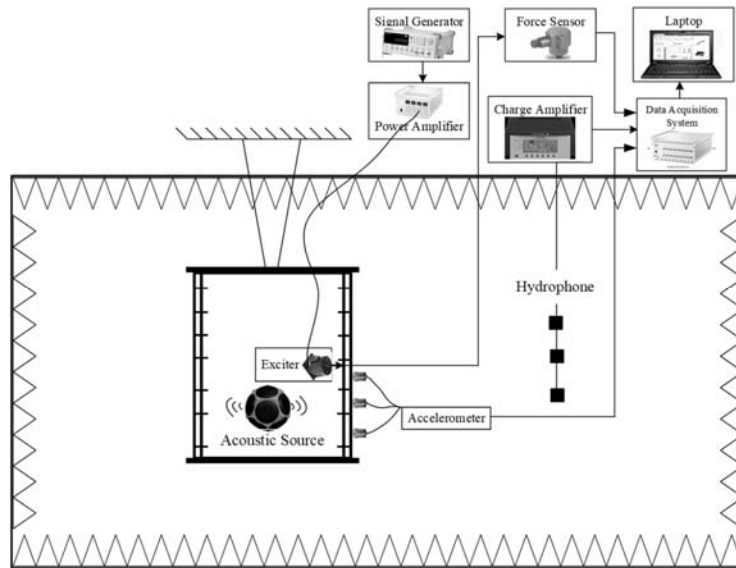 Signal Generator
Force Sensor
Laptop
Power Amplifier
Charge Amplifier
Data Acquisition
System
Hydrophone
Exciter
Accelerometer
Acoustic Source